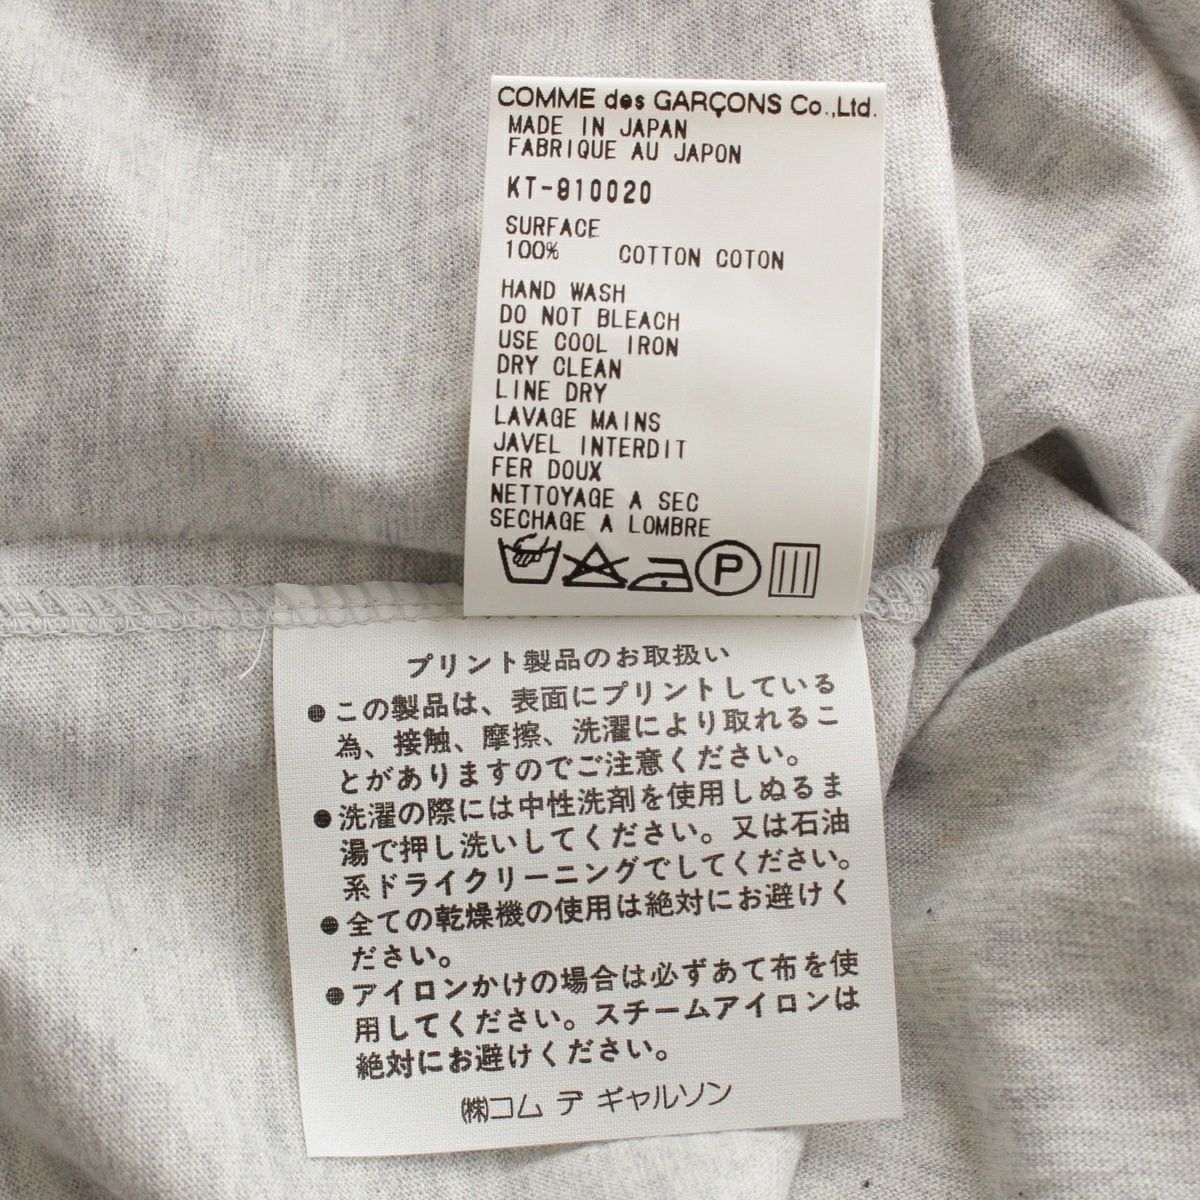 COMME des GARÇONS Co.,Ltd.
MADE IN JAPAN
FABRIQUE AU JAPON
KT-810020
SURFACE
100% COTTON COTON
HAND WASH
DO NOT BLEACH
USE COOL IRON
DRY CLEAN
LINE DRY
LAVAGE MAINS
JAVEL INTERDIT
FER DOUX
NETTOYAGE A SEC
SECHAGE A LOMBRE
P
プリント製品のお取扱い
●この製品は、表面にプリントしている
為、接触、摩擦、洗濯により取れるこ
とがありますのでご注意ください。
●洗濯の際には中性洗剤を使用しぬるま
湯で押し洗いしてください。又は石油
系ドライクリーニングでしてください。
●全ての乾燥機の使用は絶対にお避けく
ださい。
●アイロンかけの場合は必ずあて布を使
用してください。スチームアイロンは
絶対にお避けください。
㈱コム デ ギャルソン